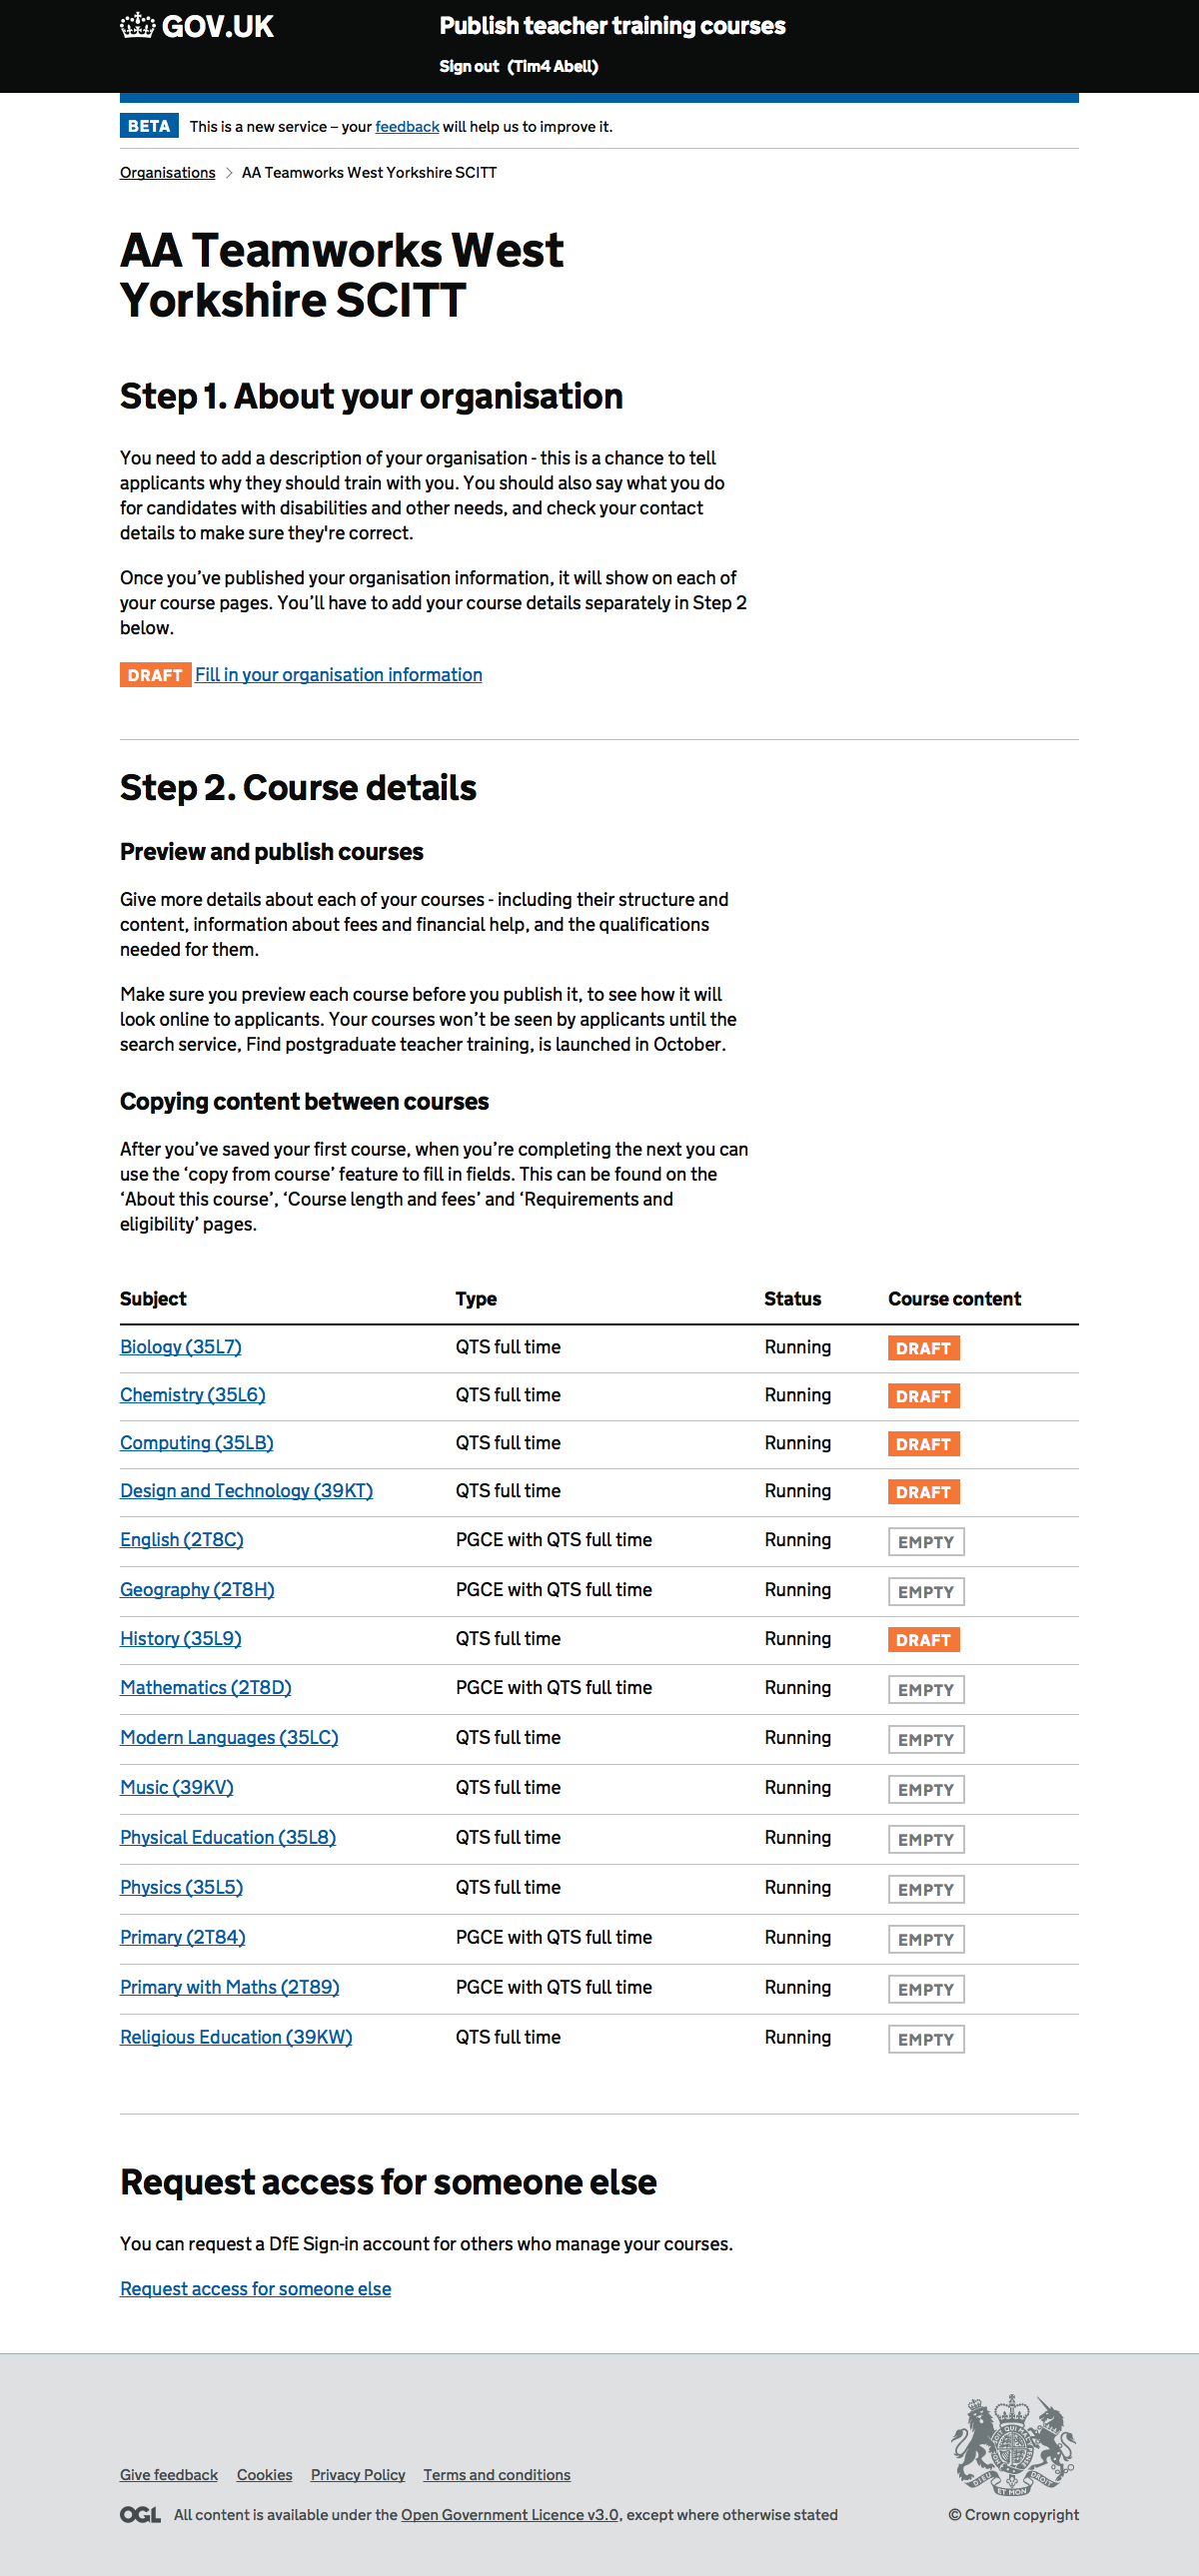 GOV.UK
Publish teacher training courses
Sign out (Tim4 Abell)
BETA This is a new service – your feedback will help us to improve it.
Organisations > AA Teamworks West Yorkshire SCITT
AA Teamworks West
Yorkshire SCITT
Step 1. About your organisation
You need to add a description of your organisation - this is a chance to tell
applicants why they should train with you. You should also say what you do
for candidates with disabilities and other needs, and check your contact
details to make sure they're correct.
Once you’ve published your organisation information, it will show on each of
your course pages. You’ll have to add your course details separately in Step 2
below.
DRAFT Fill in your organisation information
Step 2. Course details
Preview and publish courses
Give more details about each of your courses - including their structure and
content, information about fees and financial help, and the qualifications
needed for them.
Make sure you preview each course before you publish it, to see how it will
look online to applicants. Your courses won’t be seen by applicants until the
search service, Find postgraduate teacher training, is launched in October.
Copying content between courses
After you’ve saved your first course, when you’re completing the next you can
use the ‘copy from course’ feature to fill in fields. This can be found on the
‘About this course’, ‘Course length and fees’ and ‘Requirements and
eligibility’ pages.
Subject Type Status Course content
Biology (35L7) QTS full time Running DRAFT
Chemistry (35L6) QTS full time Running DRAFT
Computing (35LB) QTS full time Running DRAFT
Design and Technology (39KT) QTS full time Running DRAFT
English (2T8C) PGCE with QTS full time Running EMPTY
Geography (2T8H) PGCE with QTS full time Running EMPTY
History (35L9) QTS full time Running DRAFT
Mathematics (2T8D) PGCE with QTS full time Running EMPTY
Modern Languages (35LC) QTS full time Running EMPTY
Music (39KV) QTS full time Running EMPTY
Physical Education (35L8) QTS full time Running EMPTY
Physics (35L5) QTS full time Running EMPTY
Primary (2T84) PGCE with QTS full time Running EMPTY
Primary with Maths (2T89) PGCE with QTS full time Running EMPTY
Religious Education (39KW) QTS full time Running EMPTY
Request access for someone else
You can request a DfE Sign-in account for others who manage your courses.
Request access for someone else
Give feedback Cookies Privacy Policy Terms and conditions
OGL All content is available under the Open Government Licence v3.0, except where otherwise stated
DIEU ET MON DROIT
© Crown copyright